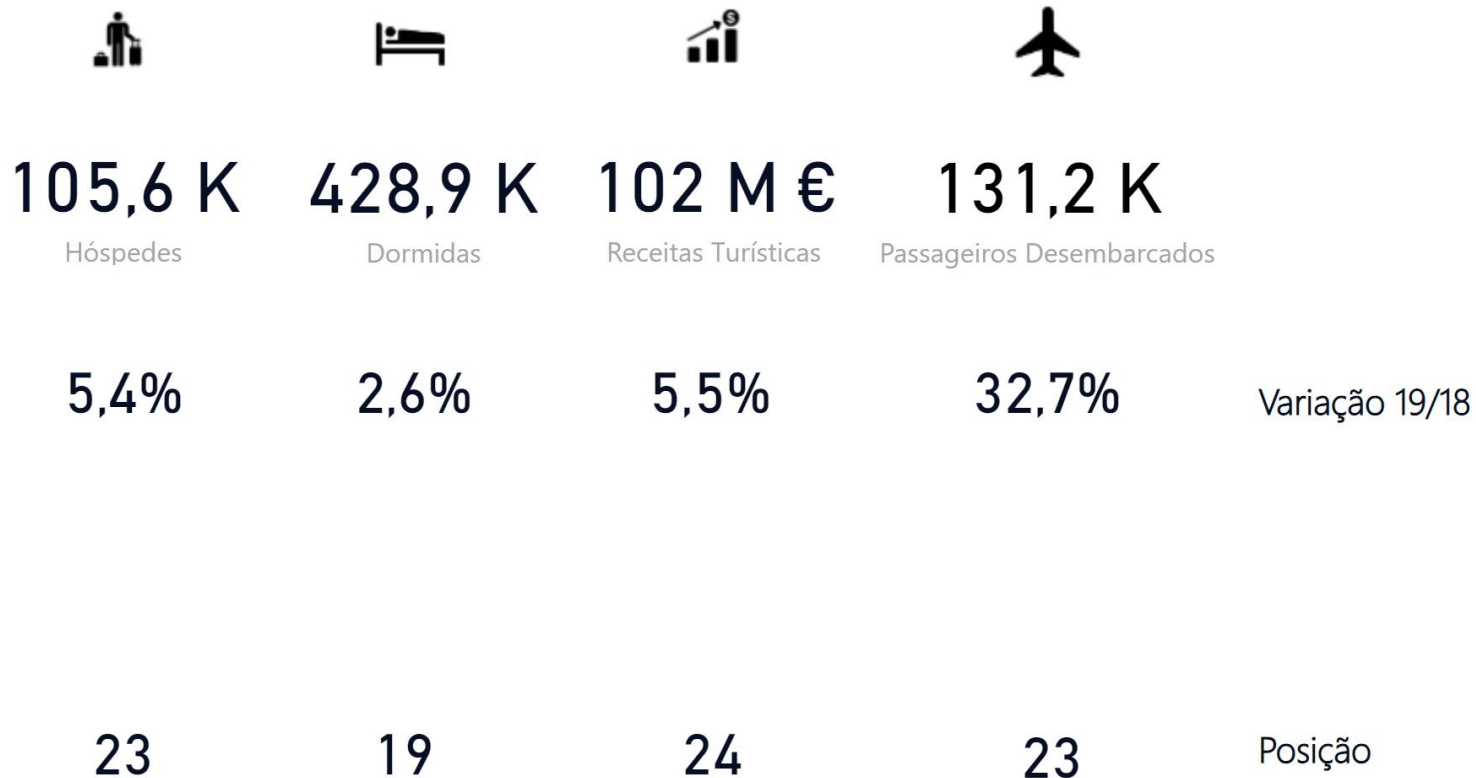 105,6 K 428,9 K 102 M € 131,2 K
Hóspedes Dormidas Receitas Turísticas Passageiros Desembarcados
5,4% 2,6% 5,5% 32,7% Variação 19/18
23 19 24 23 Posição